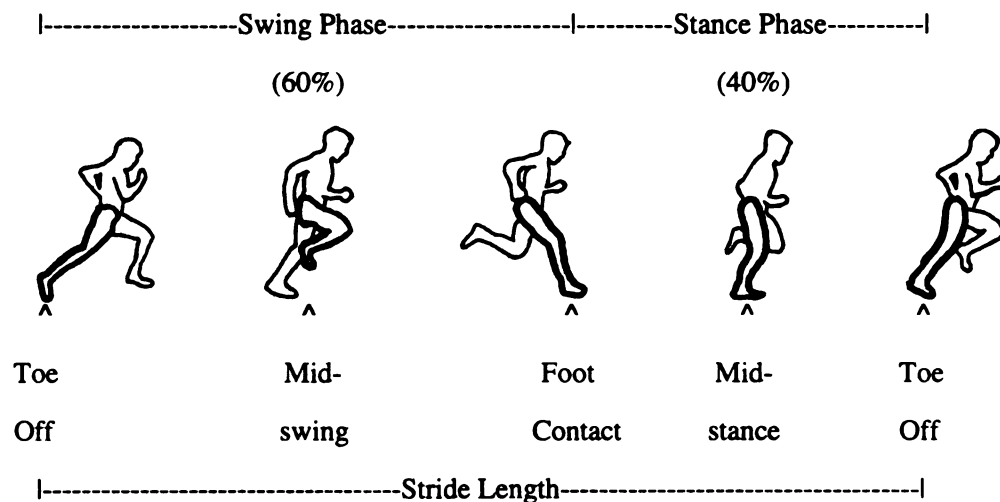 |--------------------Swing Phase------------------|----------Stance Phase----------|
(60%) (40%)
^ ^ ^ ^ ^
Toe Mid- Foot Mid- Toe
Off swing Contact stance Off
|------------------------------------Stride Length------------------------------------|